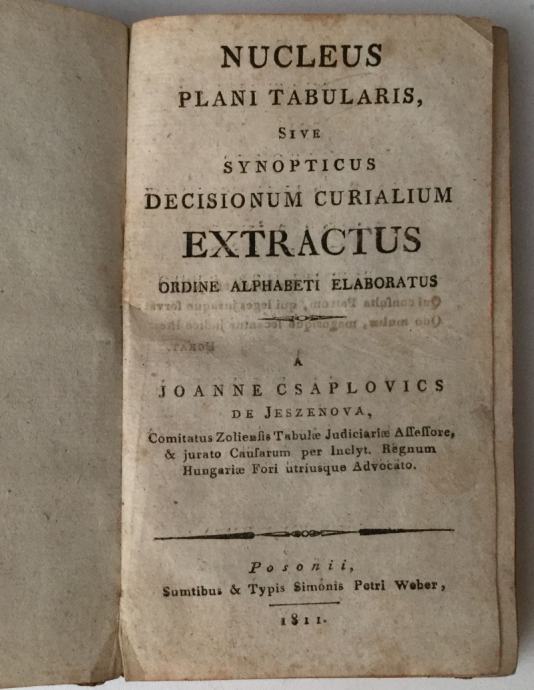 NUCLEUS
PLANI TABULARIS,
SIVE
SYNOPTICUS
DECISIONUM CURIALIUM
EXTRACTUS
ORDINE ALPHABETI ELABORATUS
A
JOANNE CSAPLOVICS
DE JESZENOVA,
Comitatus Zolienſis Tabulæ Judiciariæ Aſſeſſore,
& jurato Cauſarum per Inclyt. Regnum
Hungariæ Fori utriusque Advocato.
Posonii,
Sumtibus & Typis Simonis Petri Weber,
1811.